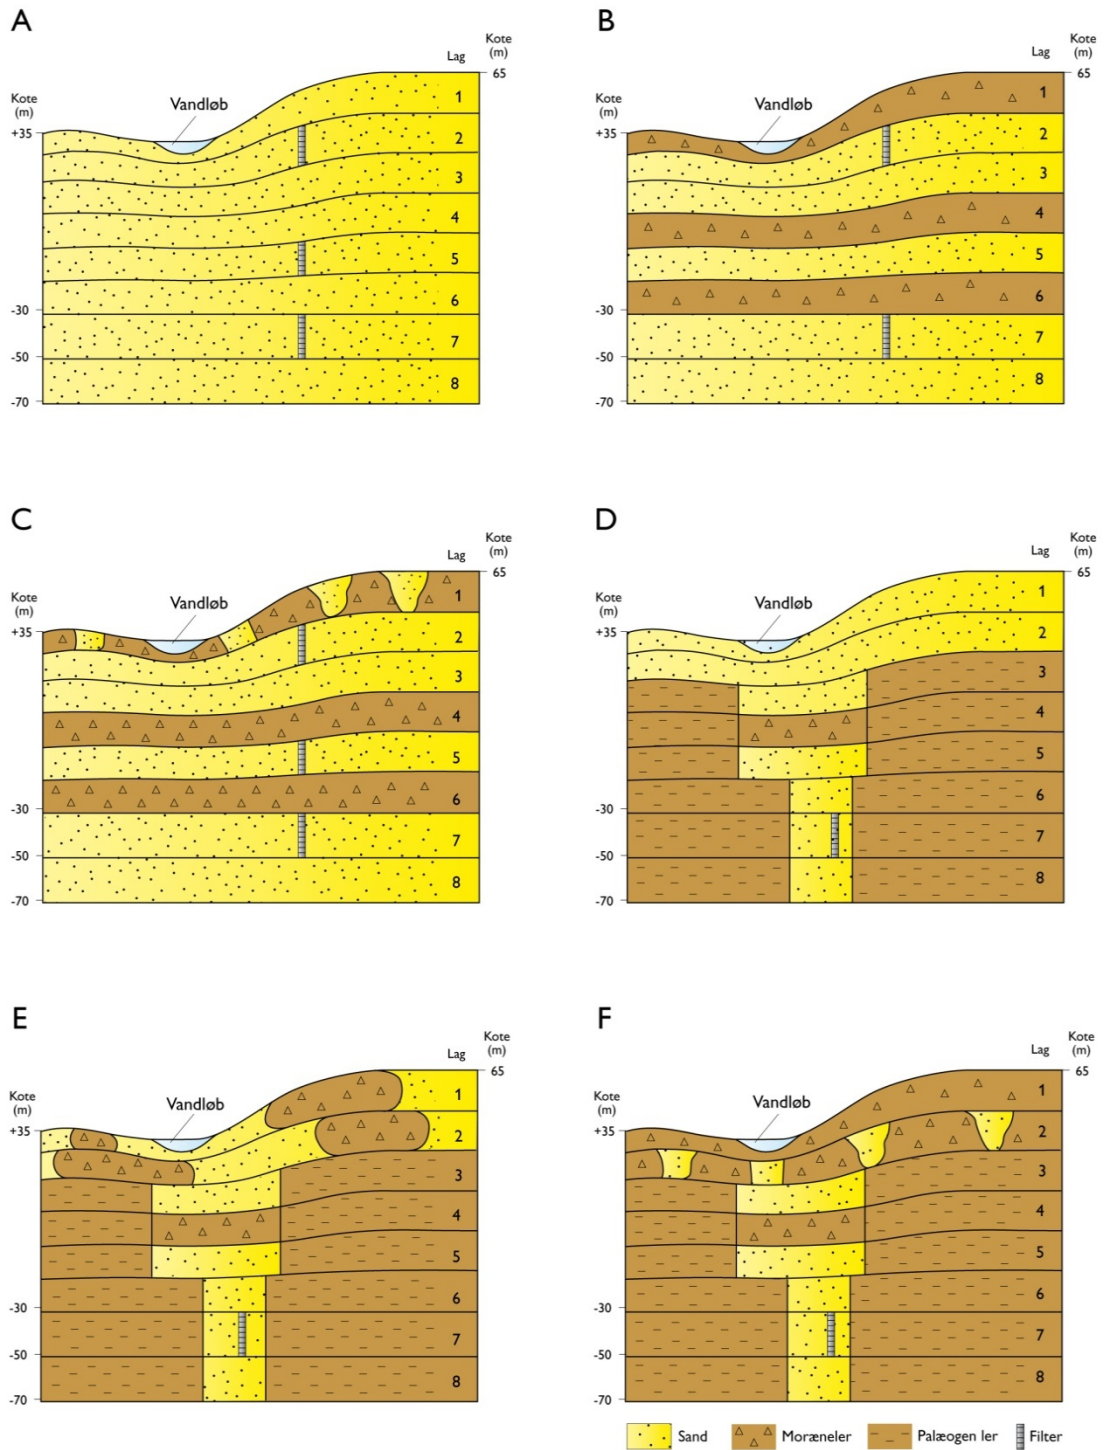 A
Kote
(m)
Lag
65
Kote
(m)
Vandløb
+35
1
2
3
4
5
6
-30
7
-50
8
-70
B
Kote
(m)
Lag
65
Kote
(m)
Vandløb
+35
1
2
3
4
5
6
-30
7
-50
8
-70
C
Kote
(m)
Lag
65
Kote
(m)
Vandløb
+35
1
2
3
4
5
6
-30
7
-50
8
-70
D
Kote
(m)
Lag
65
Kote
(m)
Vandløb
+35
1
2
3
4
5
6
-30
7
-50
8
-70
E
Kote
(m)
Lag
65
Kote
(m)
Vandløb
+35
1
2
3
4
5
6
-30
7
-50
8
-70
F
Kote
(m)
Lag
65
Kote
(m)
Vandløb
+35
1
2
3
4
5
6
-30
7
-50
8
-70
Sand Moræneler Palæogen ler Filter